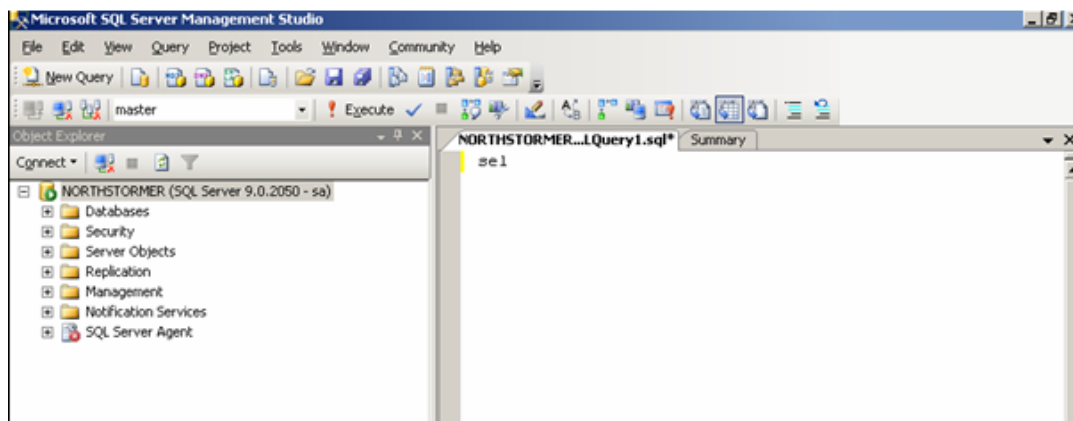 Microsoft SQL Server Management Studio
File Edit View Query Project Tools Window Community Help
New Query
master Execute
Object Explorer
NORTHSTORMER...LQuery1.sql* Summary
Connect
sel
NORTHSTORMER (SQL Server 9.0.2050 - sa)
Databases
Security
Server Objects
Replication
Management
Notification Services
SQL Server Agent